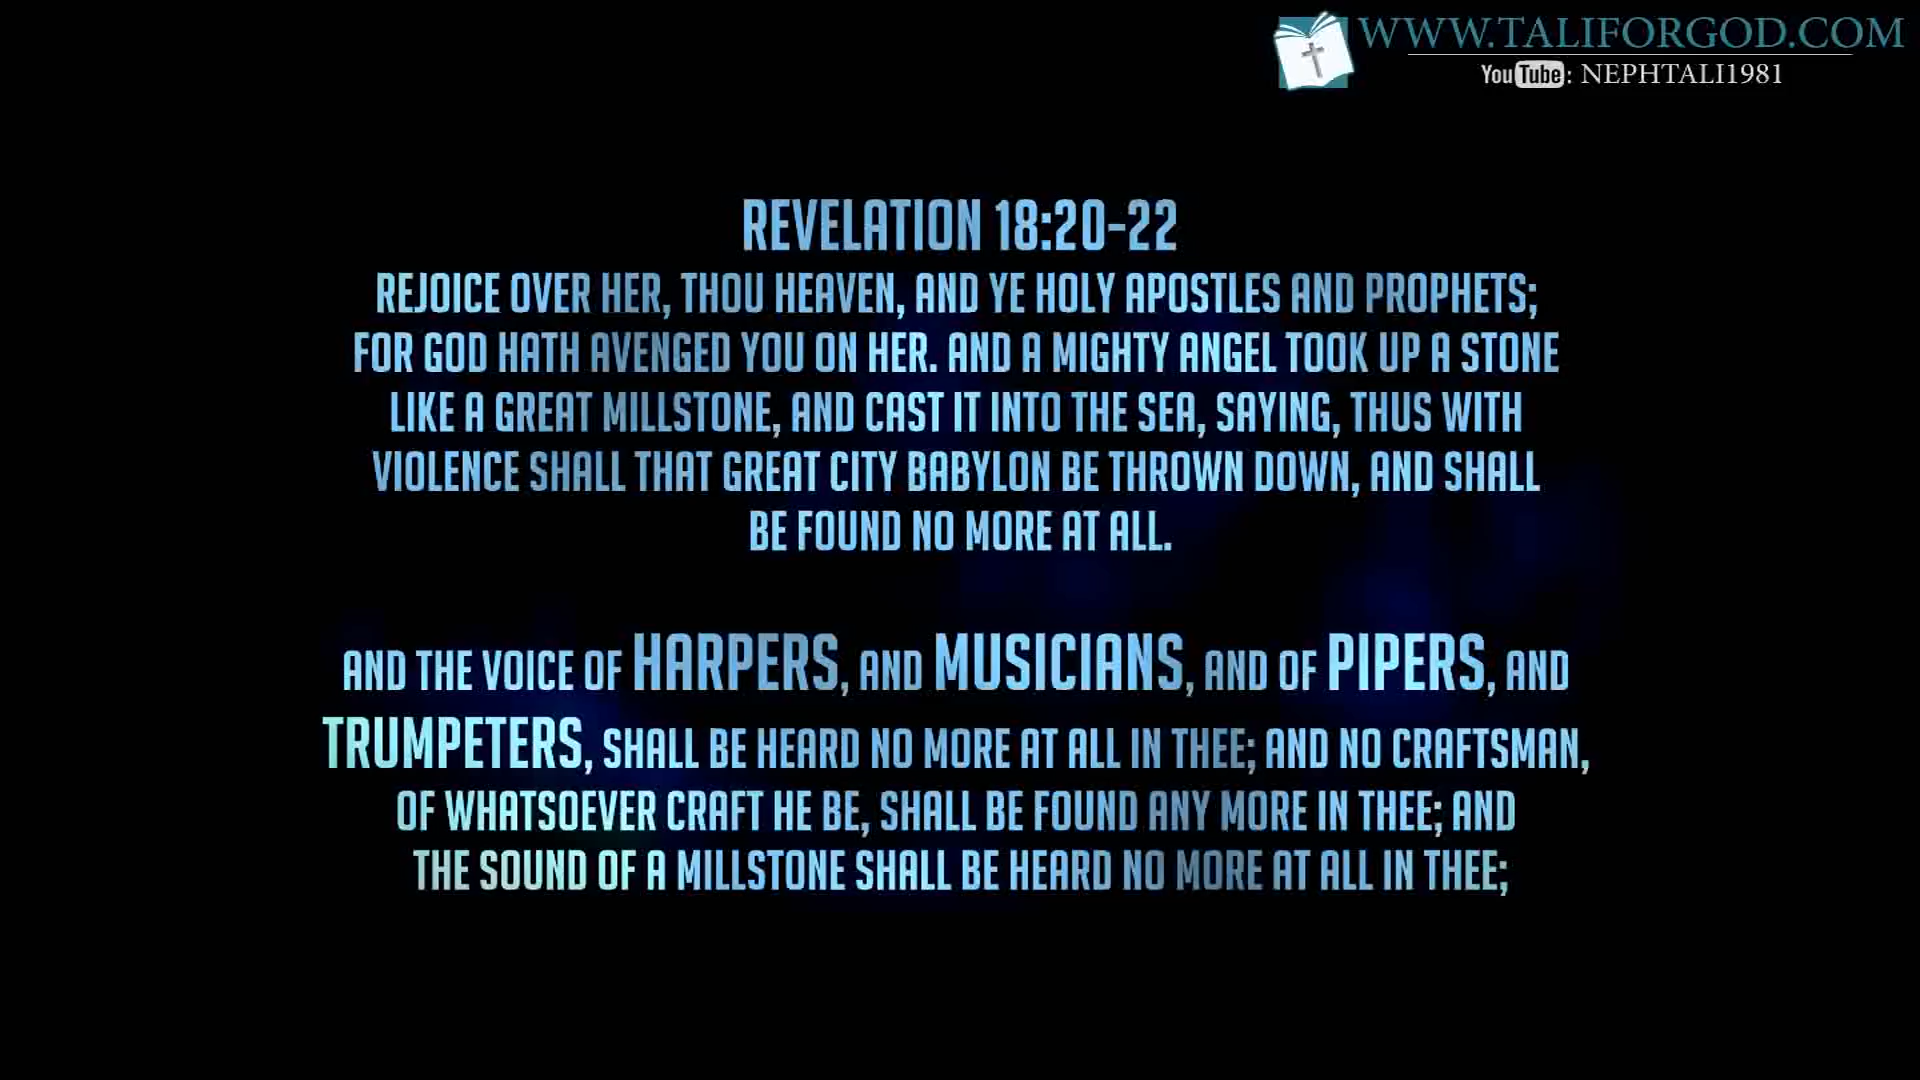 WWW.TALIFORGOD.COM
YouTube: NEPHTALI1981
REVELATION 18:20-22
REJOICE OVER HER, THOU HEAVEN, AND YE HOLY APOSTLES AND PROPHETS;
FOR GOD HATH AVENGED YOU ON HER. AND A MIGHTY ANGEL TOOK UP A STONE
LIKE A GREAT MILLSTONE, AND CAST IT INTO THE SEA, SAYING, THUS WITH
VIOLENCE SHALL THAT GREAT CITY BABYLON BE THROWN DOWN, AND SHALL
BE FOUND NO MORE AT ALL.
AND THE VOICE OF HARPERS, AND MUSICIANS, AND OF PIPERS, AND
TRUMPETERS, SHALL BE HEARD NO MORE AT ALL IN THEE; AND NO CRAFTSMAN,
OF WHATSOEVER CRAFT HE BE, SHALL BE FOUND ANY MORE IN THEE; AND
THE SOUND OF A MILLSTONE SHALL BE HEARD NO MORE AT ALL IN THEE;